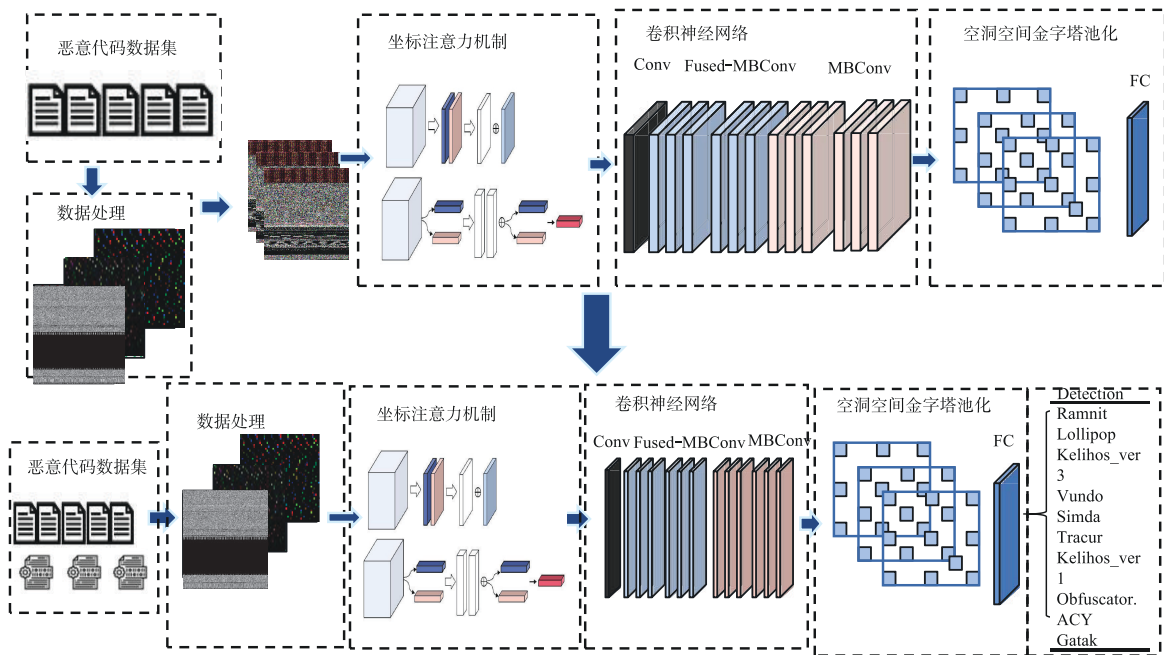 恶意代码数据集
坐标注意力机制
卷积神经网络
空洞空间金字塔池化
Conv
Fused-MBConv
MBConv
FC
数据处理
恶意代码数据集
数据处理
坐标注意力机制
卷积神经网络
Conv
Fused-MBConv
MBConv
空洞空间金字塔池化
FC
Detection
Ramnit
Lollipop
Kelihos_ver
3
Vundo
Simda
Tracur
Kelihos_ver
1
Obfuscator.
ACY
Gatak